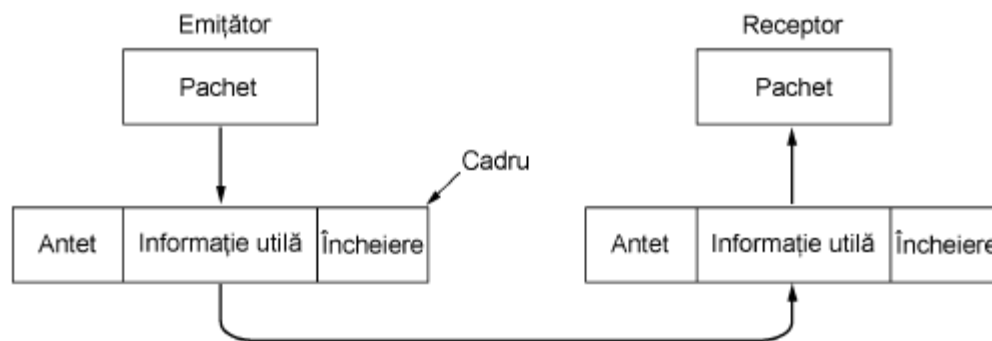 Emițător
Receptor
Pachet
Pachet
Cadru
Antet
Informație utilă
Încheiere
Antet
Informație utilă
Încheiere